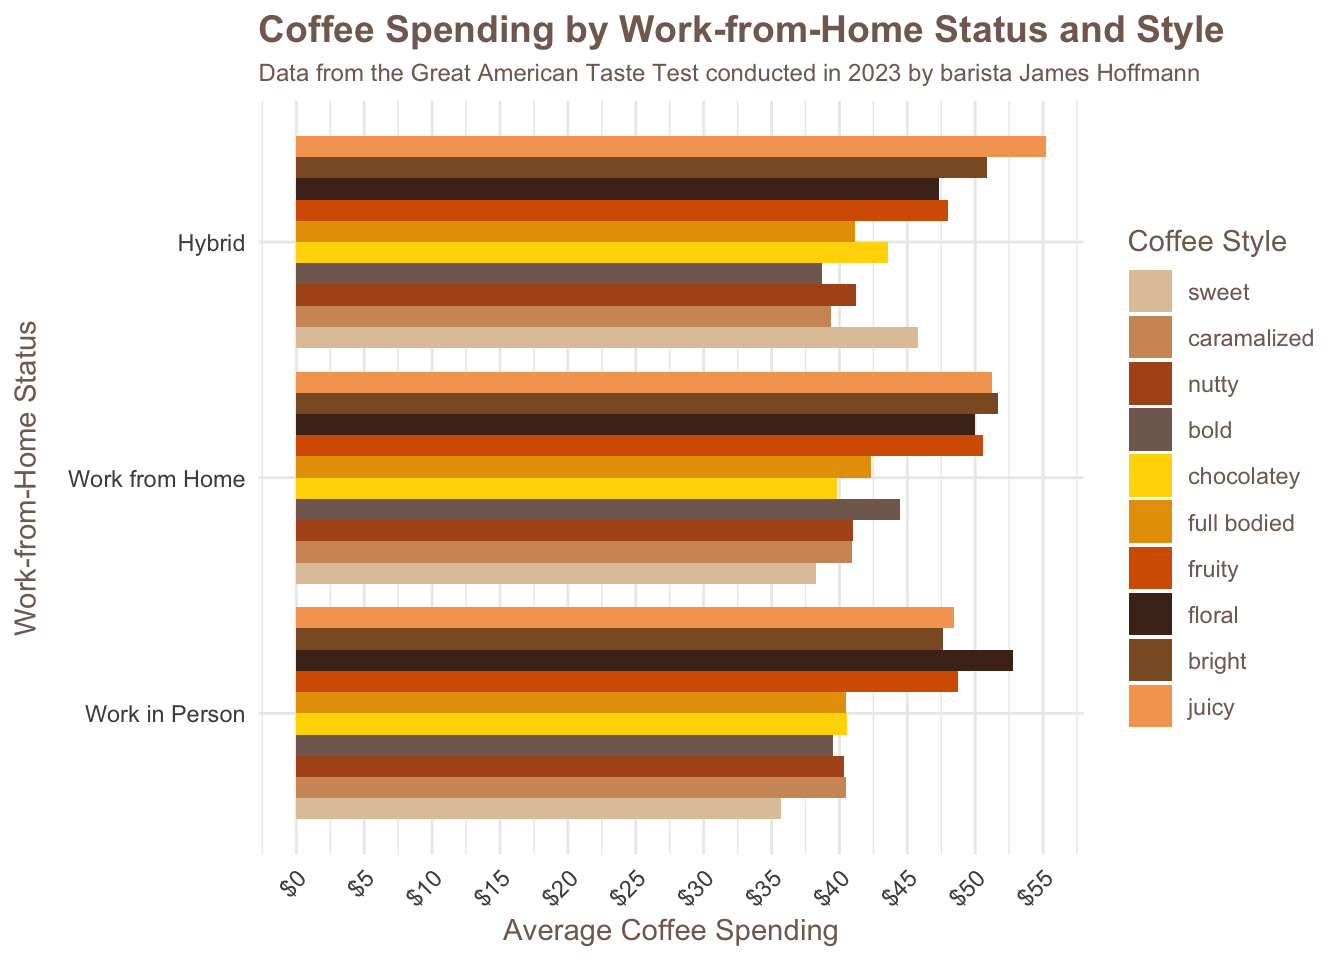 Coffee Spending by Work-from-Home Status and Style
Data from the Great American Taste Test conducted in 2023 by barista James Hoffmann
Work-from-Home Status
Hybrid
Work from Home
Work in Person
$0 $5 $10 $15 $20 $25 $30 $35 $40 $45 $50 $55
Average Coffee Spending
Coffee Style
sweet
caramalized
nutty
bold
chocolatey
full bodied
fruity
floral
bright
juicy